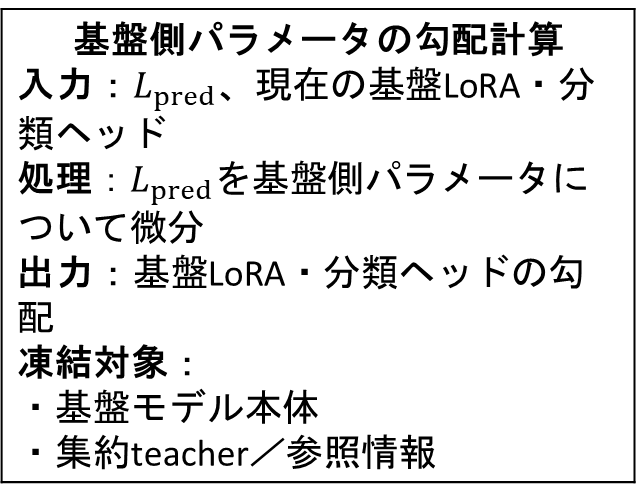 基盤側パラメータの勾配計算
入力：L_pred、現在の基盤LoRA・分
類ヘッド
処理：L_predを基盤側パラメータに
ついて微分
出力：基盤LoRA・分類ヘッドの勾
配
凍結対象：
・基盤モデル本体
・集約teacher／参照情報